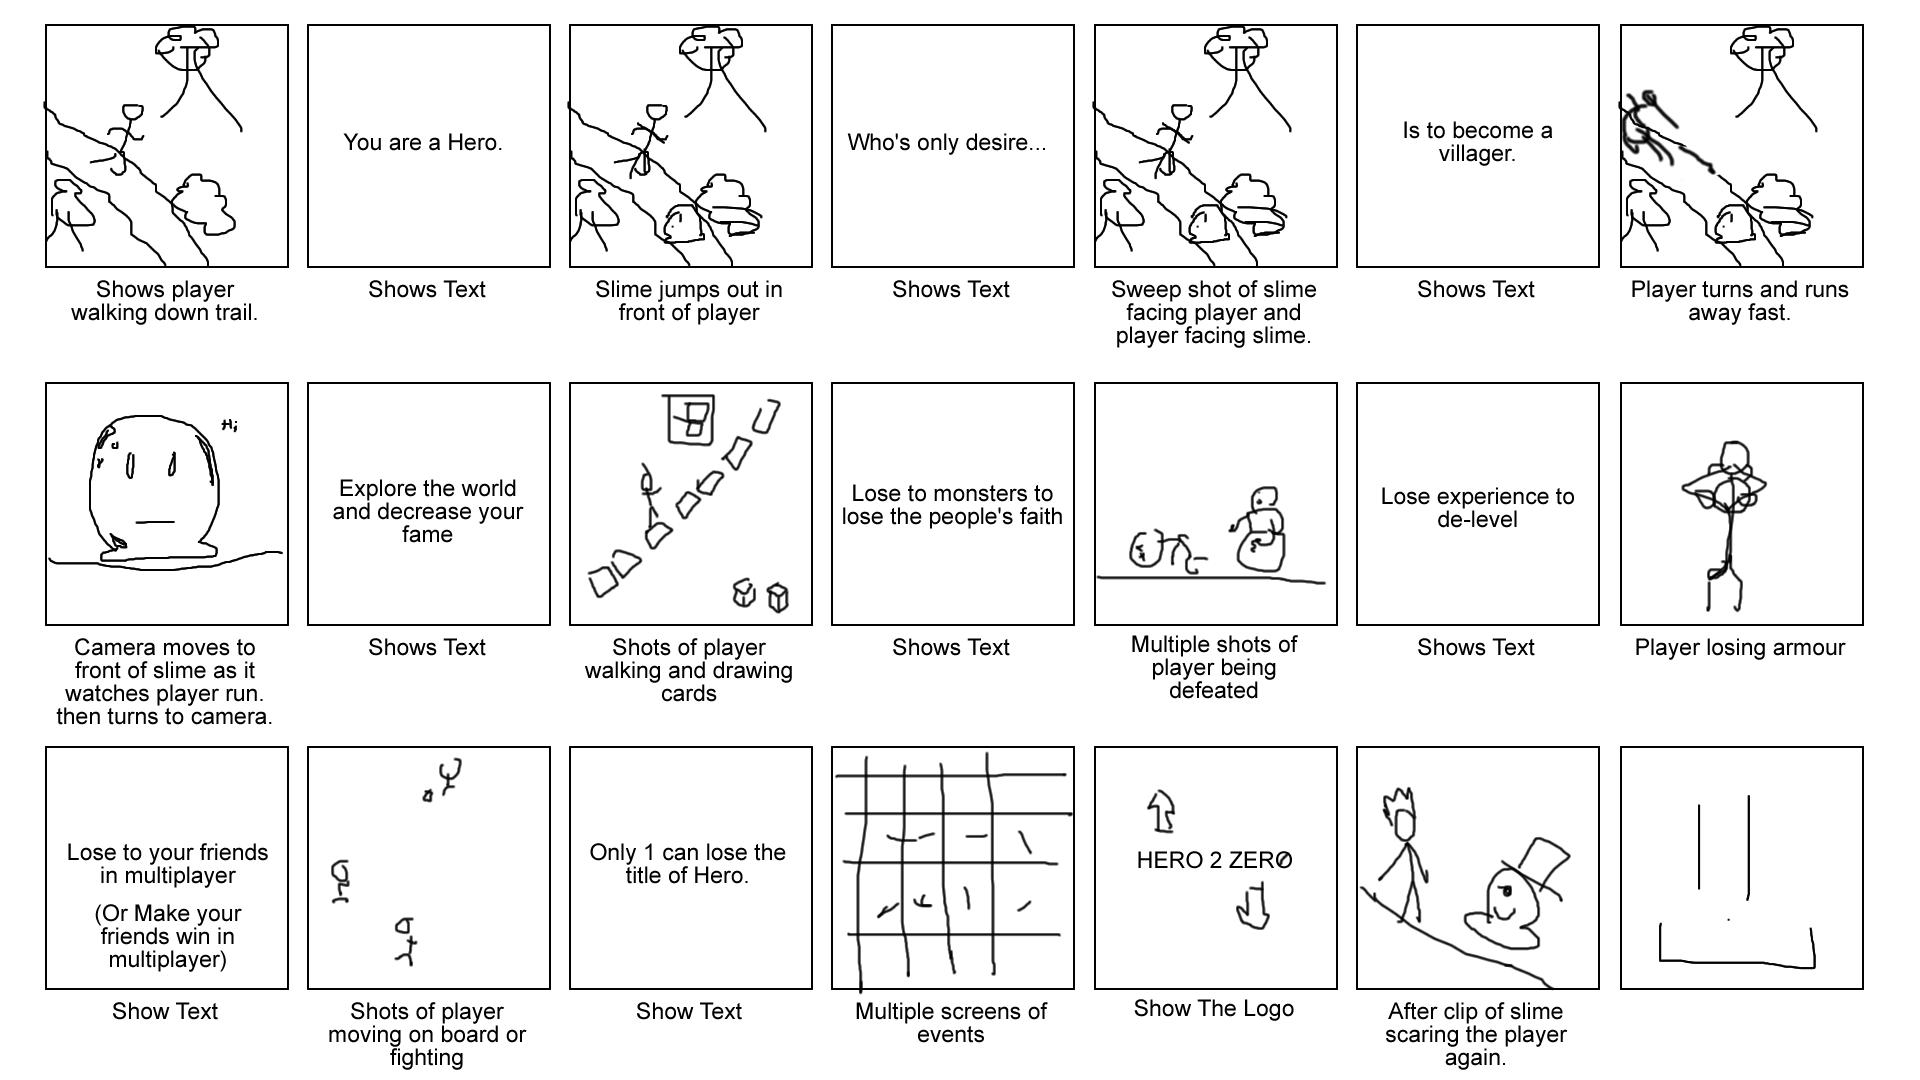 You are a Hero.
Who's only desire...
Is to become a
villager.
Shows player
walking down trail.
Shows Text
Slime jumps out in
front of player
Shows Text
Sweep shot of slime
facing player and
player facing slime.
Shows Text
Player turns and runs
away fast.
Hi
Explore the world
and decrease your
fame
Lose to monsters to
lose the people's faith
Lose experience to
de-level
Camera moves to
front of slime as it
watches player run.
then turns to camera.
Shows Text
Shots of player
walking and drawing
cards
Shows Text
Multiple shots of
player being
defeated
Shows Text
Player losing armour
Lose to your friends
in multiplayer
(Or Make your
friends win in
multiplayer)
Only 1 can lose the
title of Hero.
HERO 2 ZERO
Show Text
Shots of player
moving on board or
fighting
Show Text
Multiple screens of
events
Show The Logo
After clip of slime
scaring the player
again.